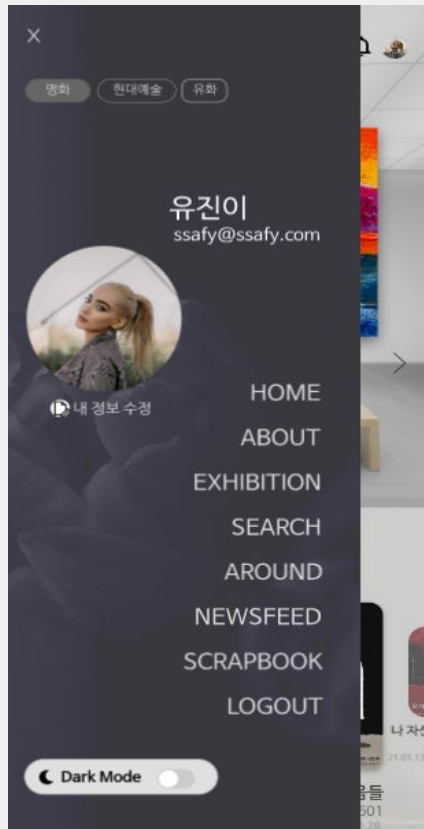 X
명화 현대예술 유화
유진이
ssafy@ssafy.com
내 정보 수정
HOME
ABOUT
EXHIBITION
SEARCH
AROUND
NEWSFEED
SCRAPBOOK
LOGOUT
나 자신
21.01.13
Dark Mode
음들
501